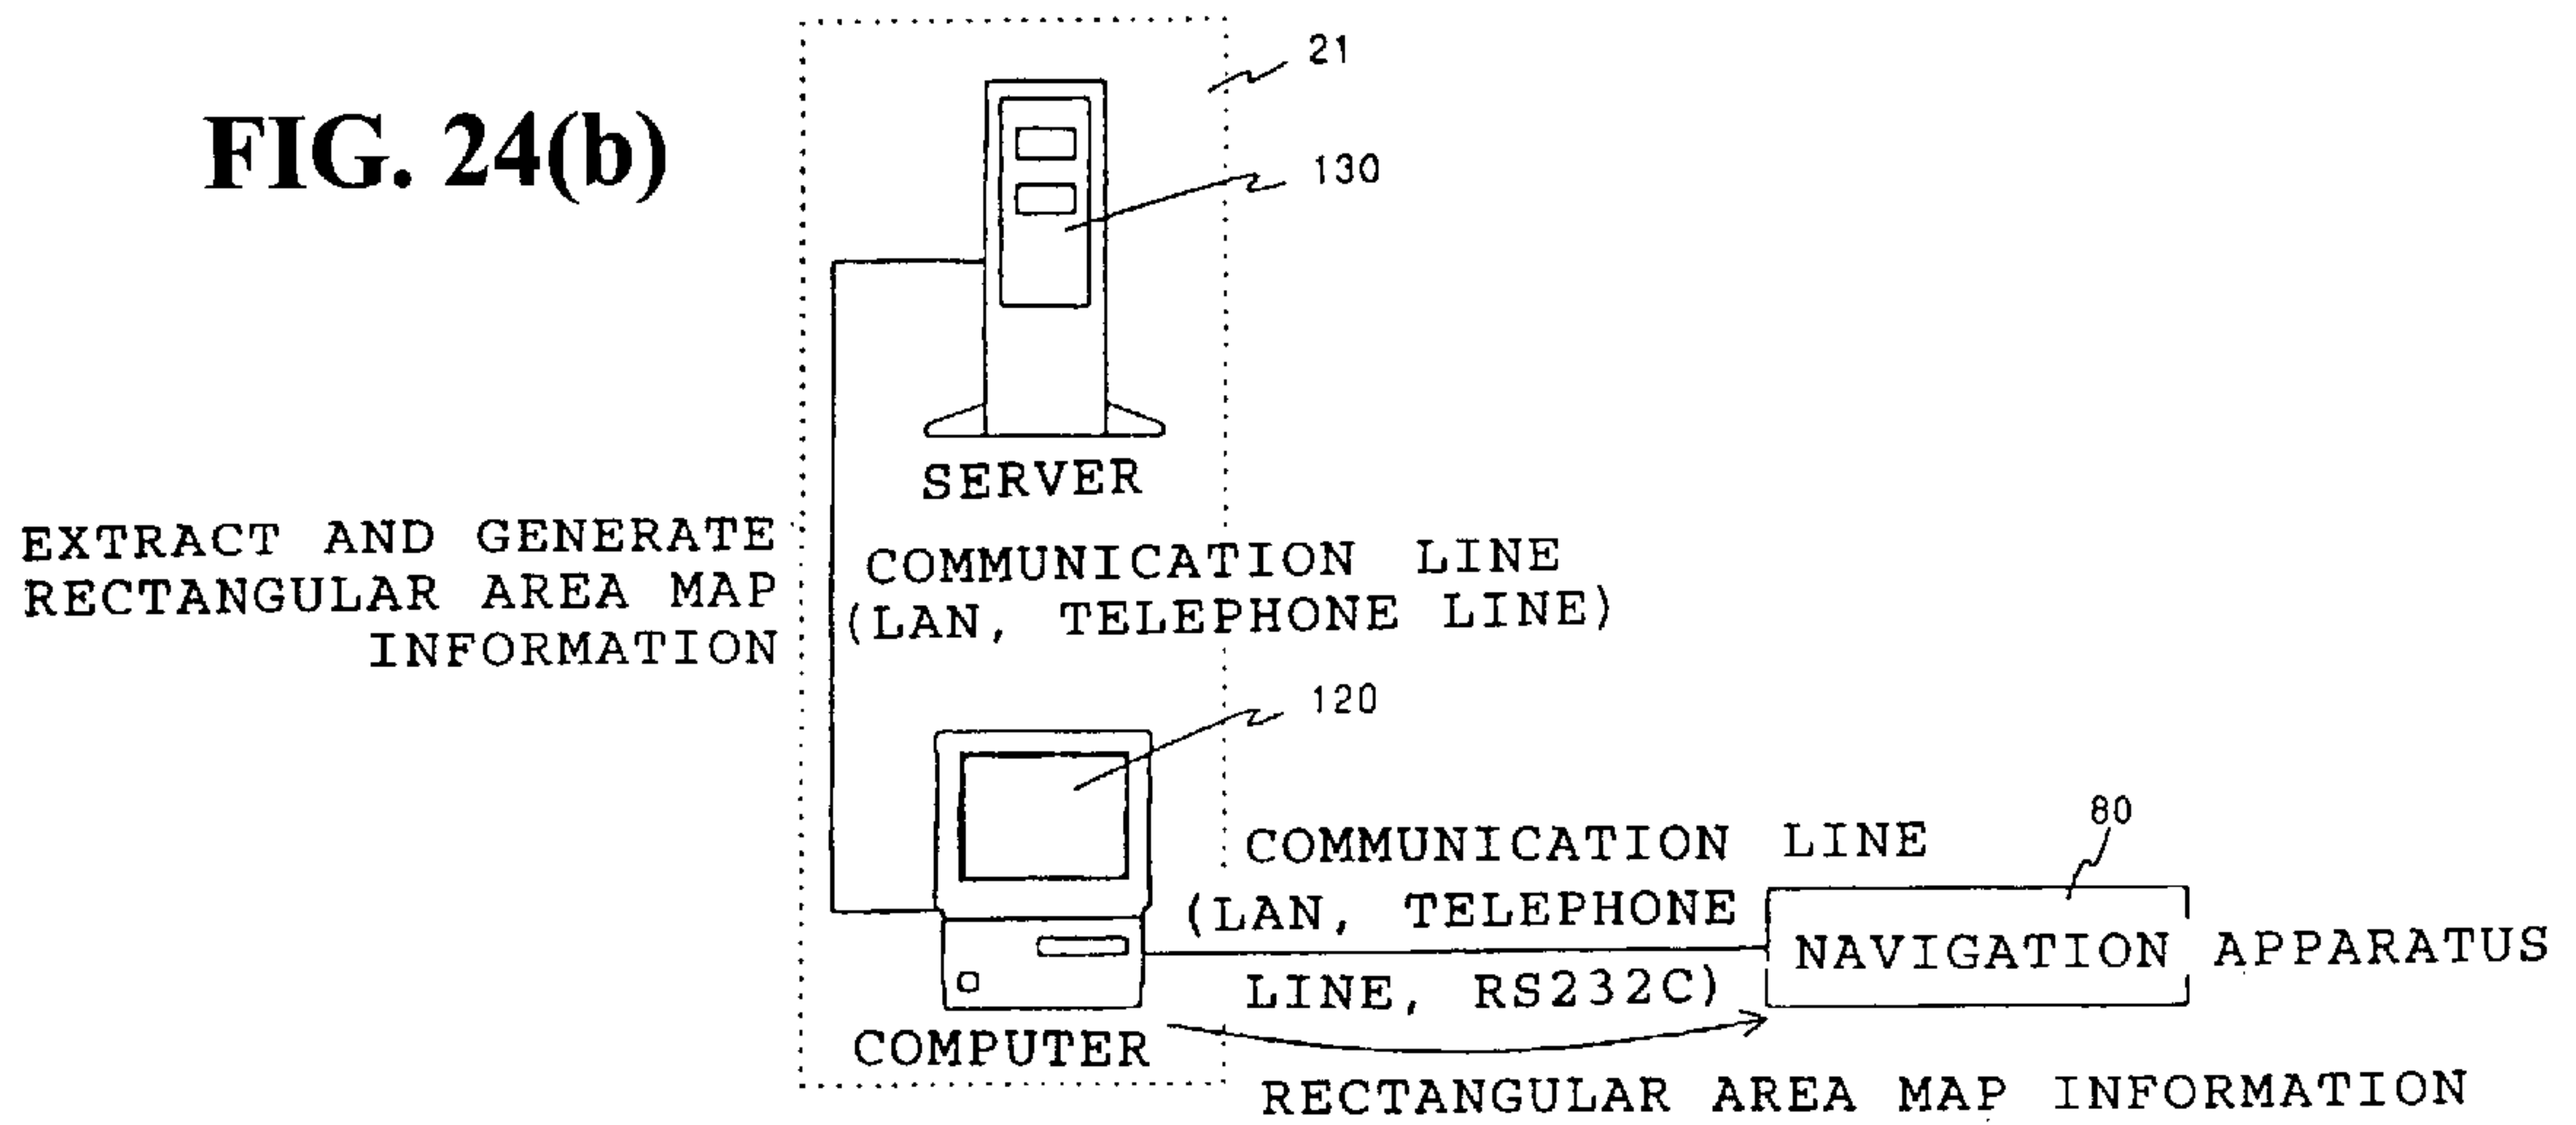 FIG. 24(b)
21
130
SERVER
EXTRACT AND GENERATE
RECTANGULAR AREA MAP
INFORMATION
COMMUNICATION LINE
(LAN, TELEPHONE LINE)
120
80
COMMUNICATION LINE
(LAN, TELEPHONE
LINE, RS232C)
NAVIGATION APPARATUS
COMPUTER
RECTANGULAR AREA MAP INFORMATION